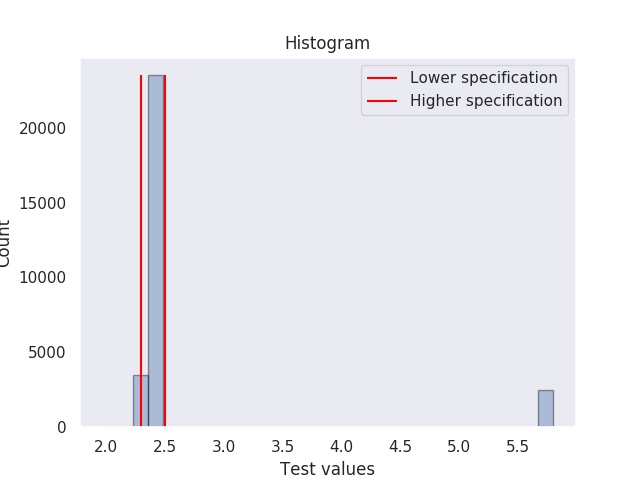 Histogram
Lower specification
Higher specification
20000
15000
10000
5000
0
Count
2.0 2.5 3.0 3.5 4.0 4.5 5.0 5.5
Test values